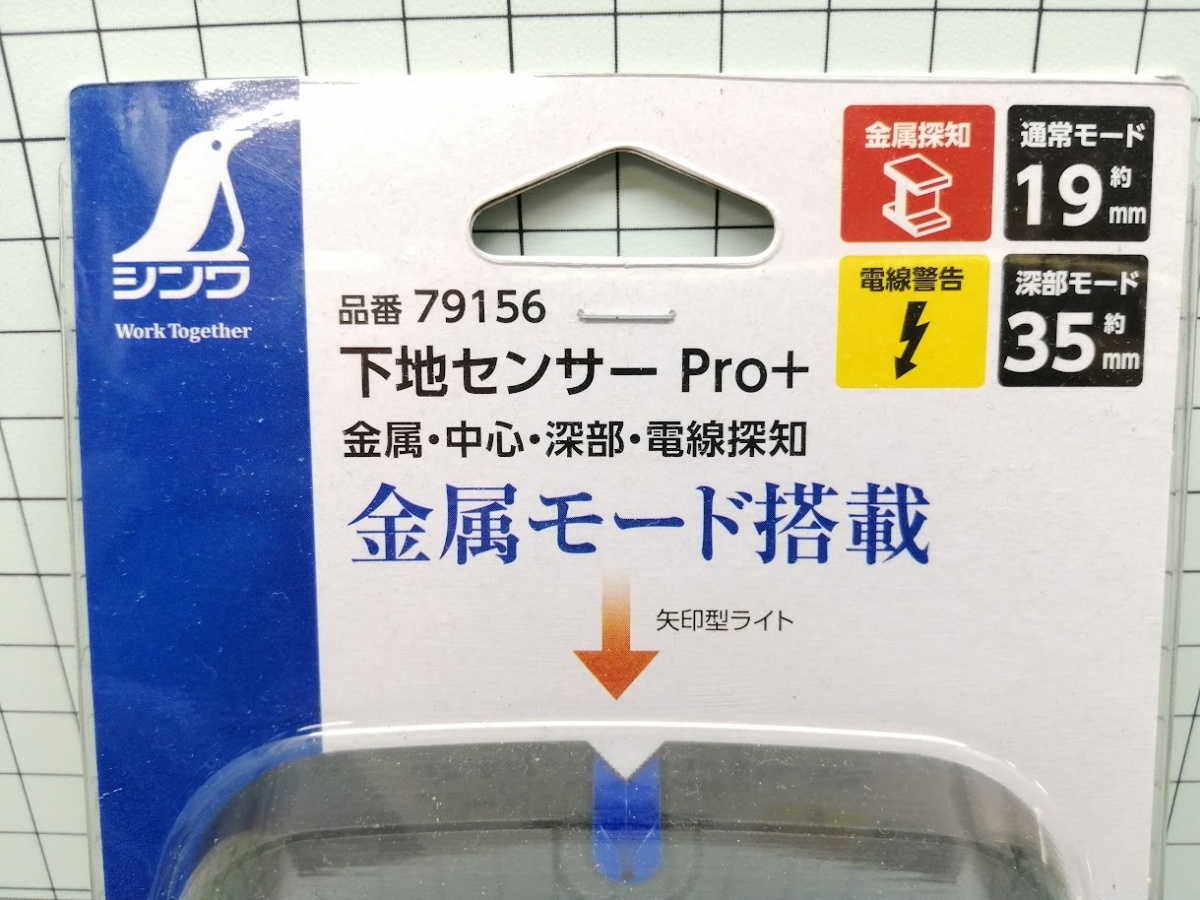 シンワ
Work Together
金属探知
通常モード
19 約 mm
電線警告
深部モード
35 約 mm
品番 79156
下地センサー Pro+
金属・中心・深部・電線探知
金属モード搭載
矢印型ライト